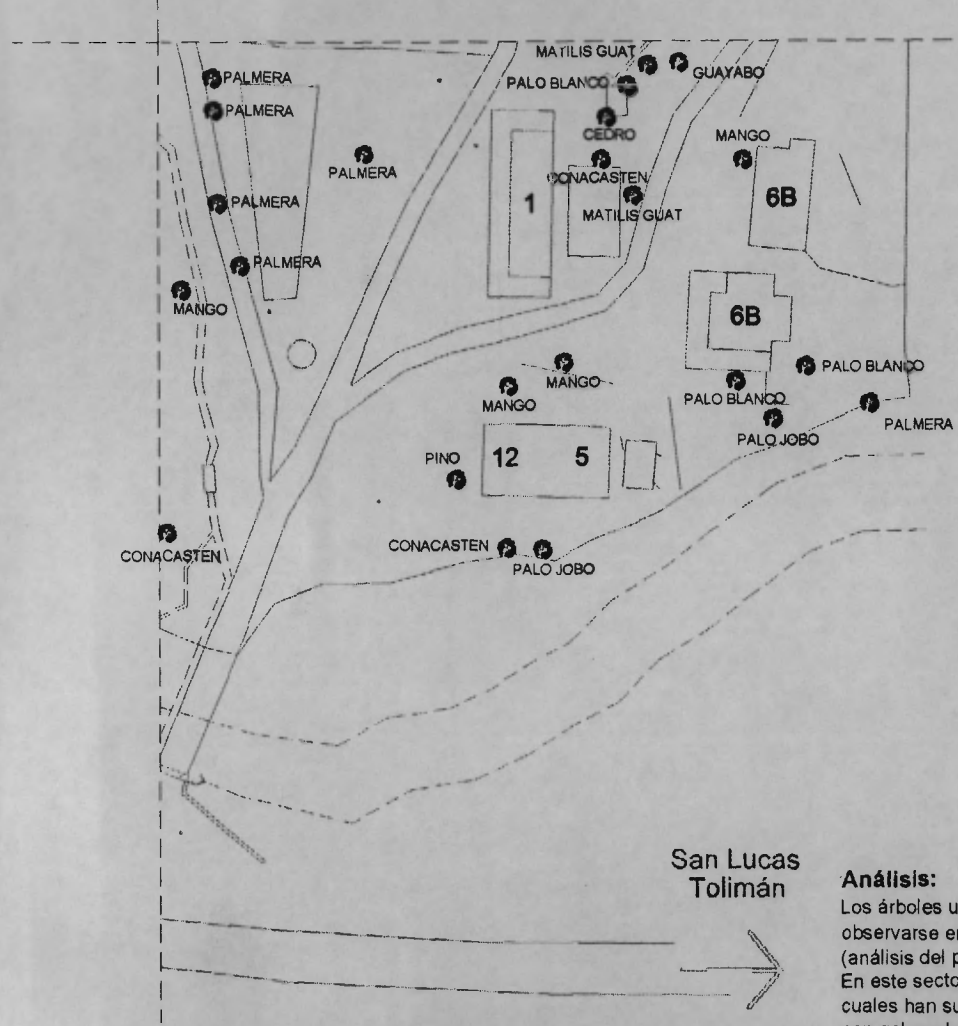 MATILIS GUAT
PALMERA
PALO BLANCO
GUAYABO
PALMERA
CEDRO
MANGO
PALMERA
CONACASTEN
1
6B
PALMERA
MATILIS GUAT
PALMERA
MANGO
6B
PALO BLANCO
MANGO
MANGO
PALO BLANCO
PALMERA
PALO JOBO
PINO
12
5
CONACASTEN
CONACASTEN
PALO JOBO
San Lucas
Tolimán
Análisis:
Los árboles u
observarse en
(análisis del p
En este secto
cuales han su